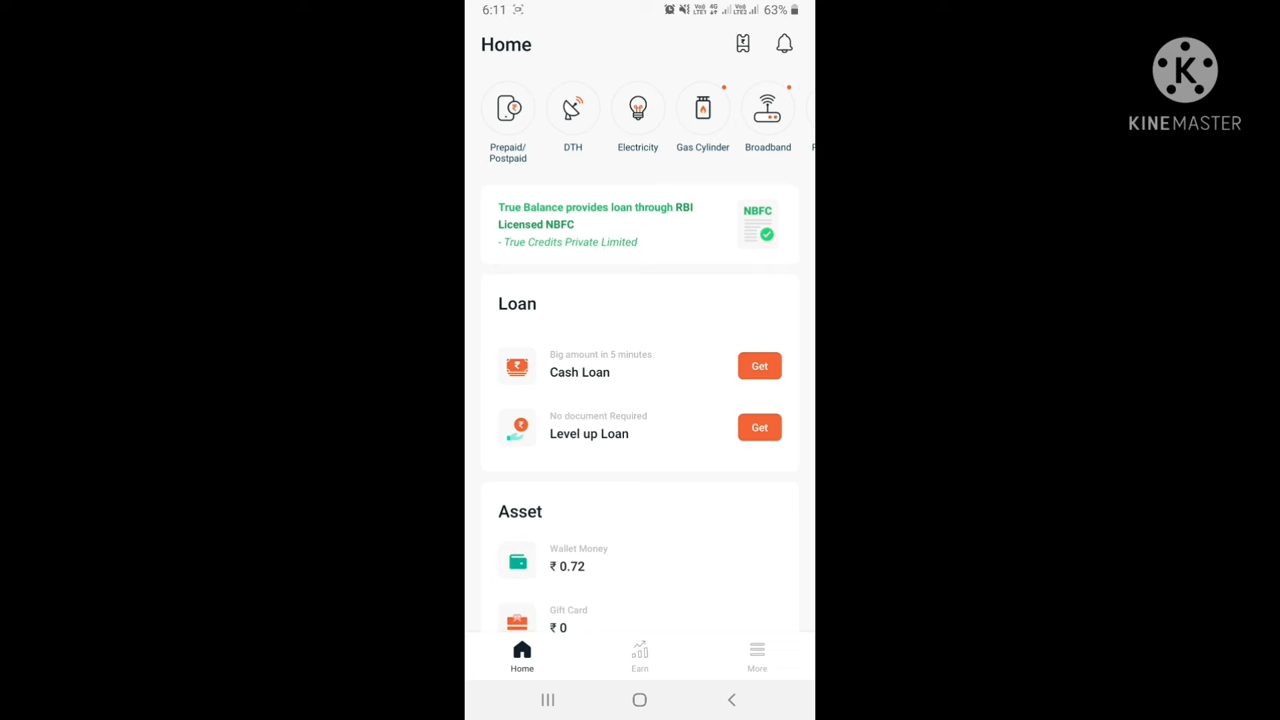 6:11
63%
Home
K
KINEMASTER
Prepaid/
Postpaid
DTH
Electricity
Gas Cylinder
Broadband
True Balance provides loan through RBI
Licensed NBFC
- True Credits Private Limited
NBFC
Loan
Big amount in 5 minutes
Cash Loan
Get
No document Required
Level up Loan
Get
Asset
Wallet Money
₹ 0.72
Gift Card
₹ 0
Home
Earn
More